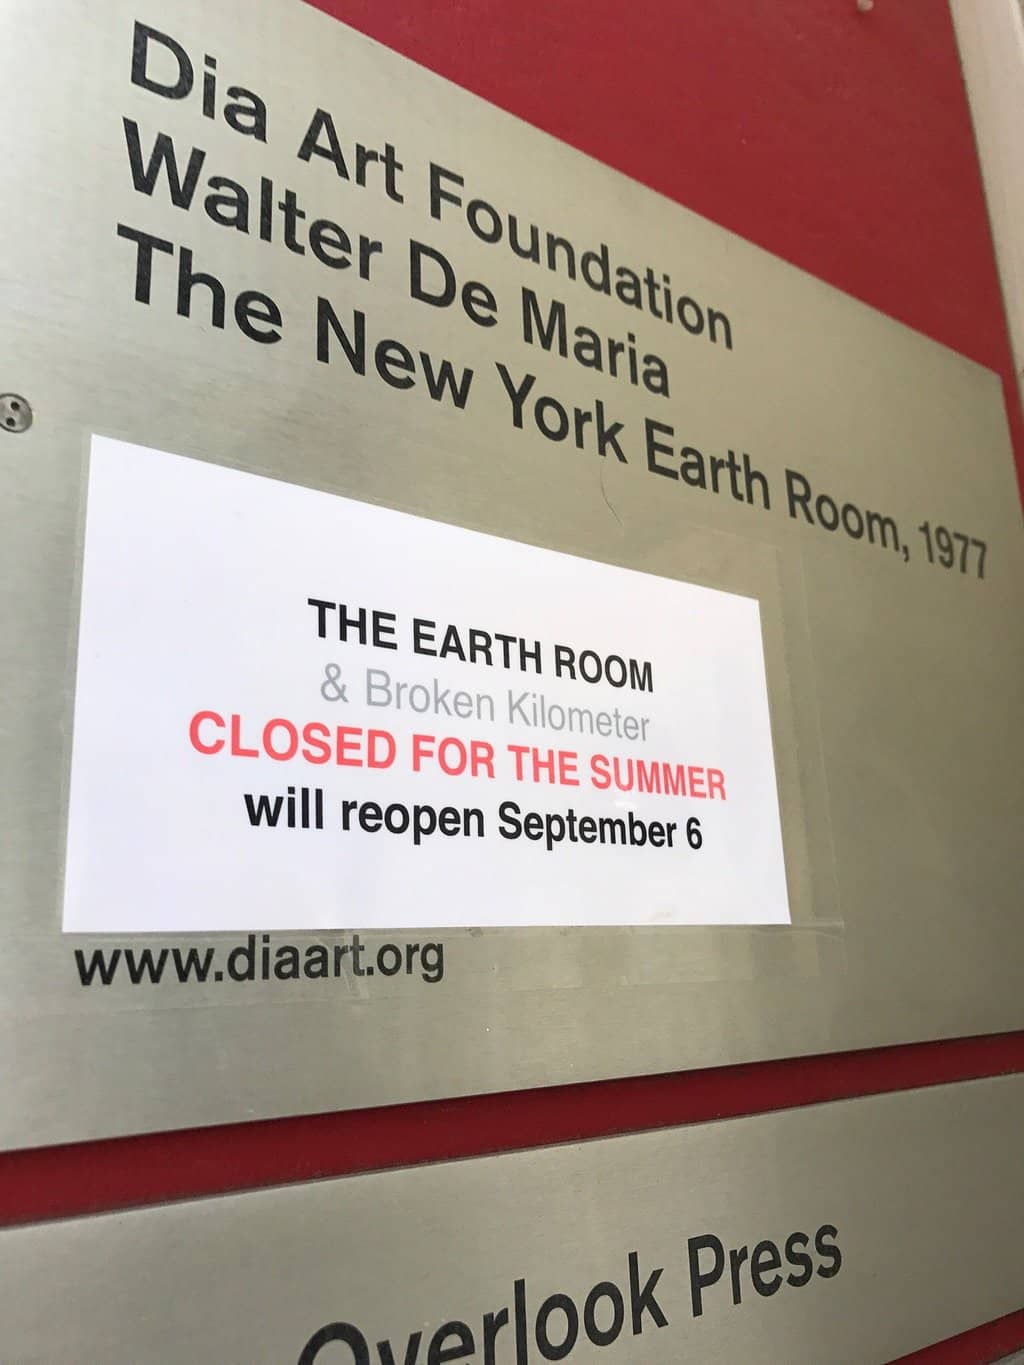 Dia Art Foundation
Walter De Maria
The New York Earth Room, 1977
THE EARTH ROOM
& Broken Kilometer
CLOSED FOR THE SUMMER
will reopen September 6
www.diaart.org
Overlook Press